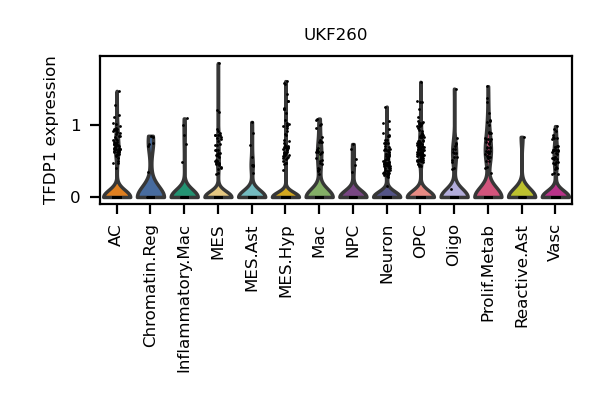 UKF260
TFDP1 expression
1
0
AC
Chromatin.Reg
Inflammatory.Mac
MES
MES.Ast
MES.Hyp
Mac
NPC
Neuron
OPC
Oligo
Prolif.Metab
Reactive.Ast
Vasc